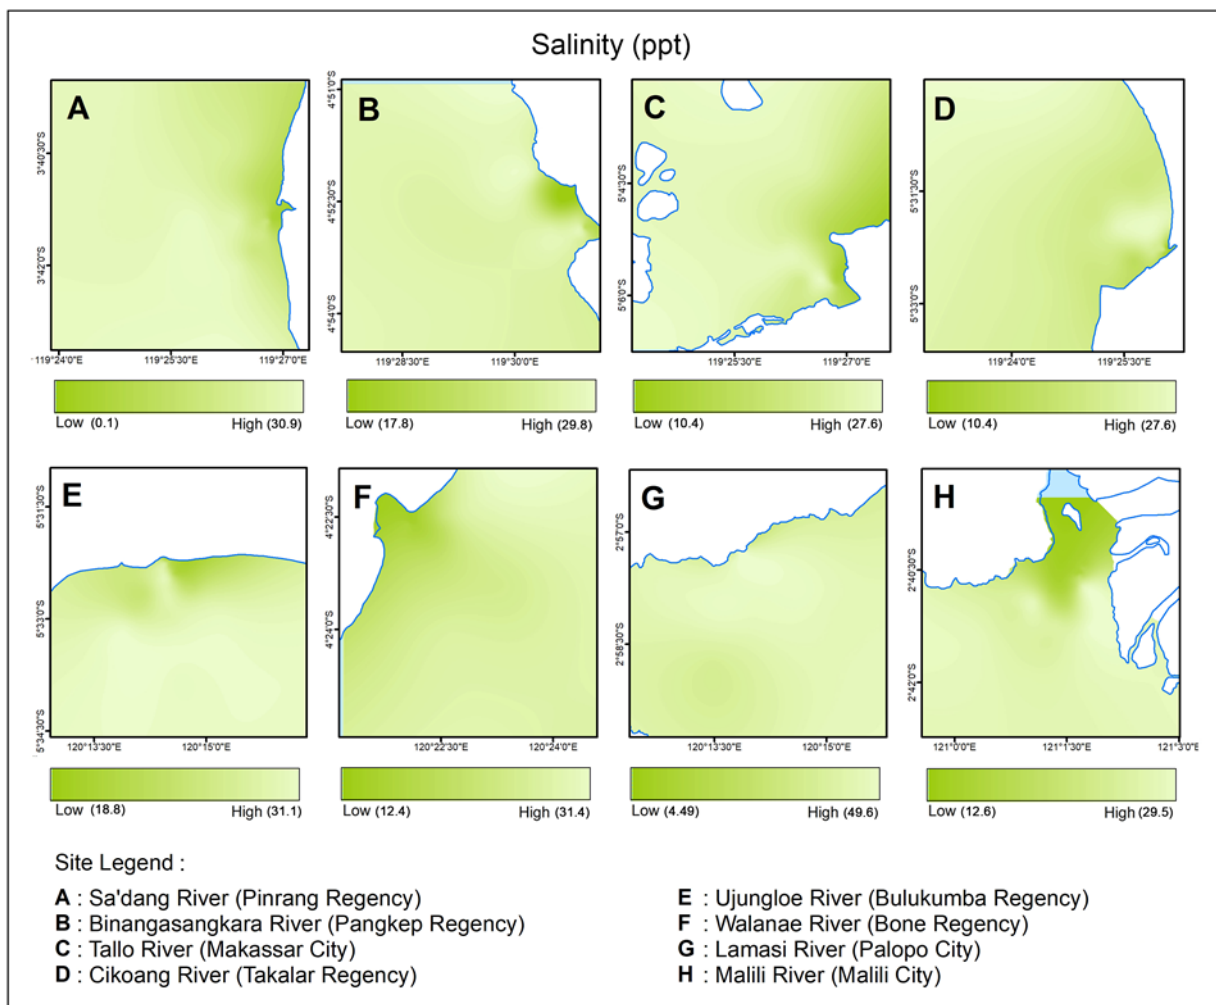 Salinity (ppt)
A
B
C
D
3°40'30"S
3°42'0"S
4°51'0"S
4°52'30"S
4°54'0"S
5°4'30"S
5°6'0"S
5°31'30"S
5°33'0"S
119°24'0"E 119°25'30"E 119°27'0"E
119°28'30"E 119°30'0"E
119°25'30"E 119°27'0"E
119°24'0"E 119°25'30"E
Low (0.1) High (30.9)
Low (17.8) High (29.8)
Low (10.4) High (27.6)
Low (10.4) High (27.6)
E
F
G
H
5°31'30"S
5°33'0"S
5°34'30"S
4°22'30"S
4°24'0"S
2°57'0"S
2°58'30"S
2°40'30"S
2°42'0"S
120°13'30"E 120°15'0"E
120°22'30"E 120°24'0"E
120°13'30"E 120°15'0"E
121°0'0"E 121°1'30"E 121°3'0"E
Low (18.8) High (31.1)
Low (12.4) High (31.4)
Low (4.49) High (49.6)
Low (12.6) High (29.5)
Site Legend :
A : Sa'dang River (Pinrang Regency)
B : Binangasangkara River (Pangkep Regency)
C : Tallo River (Makassar City)
D : Cikoang River (Takalar Regency)
E : Ujungloe River (Bulukumba Regency)
F : Walanae River (Bone Regency)
G : Lamasi River (Palopo City)
H : Malili River (Malili City)